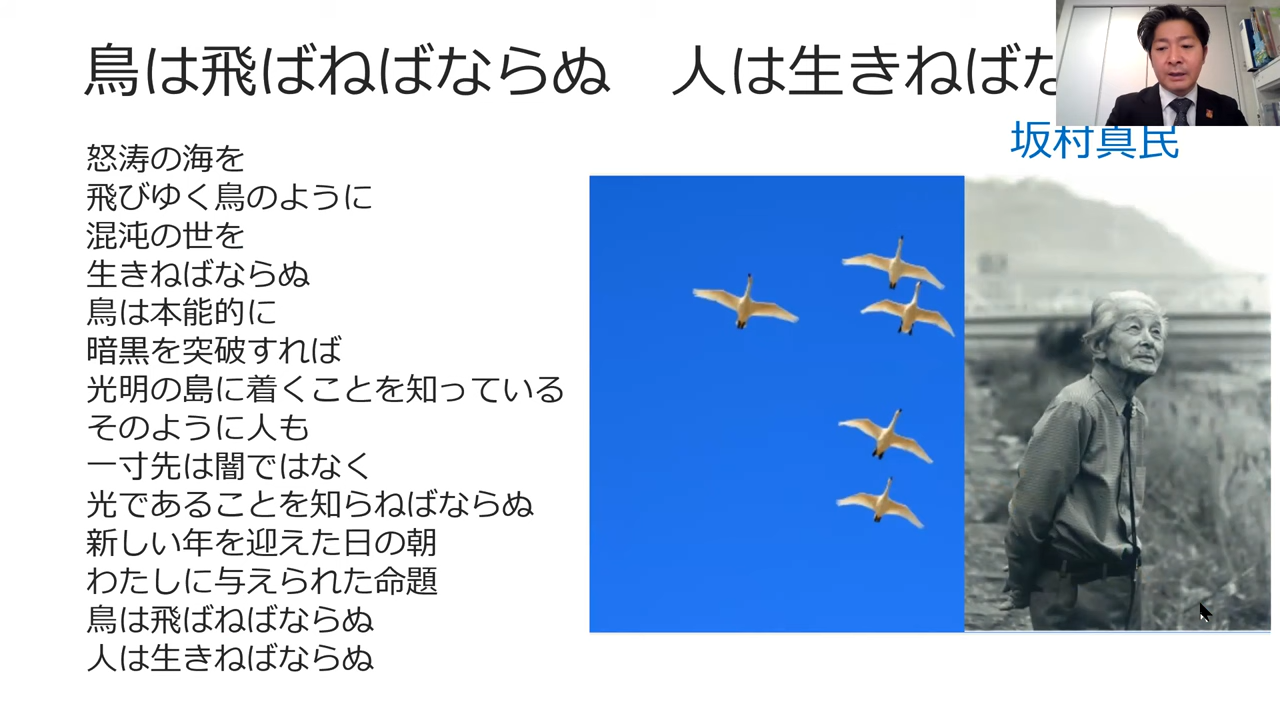 鳥は飛ばねばならぬ　人は生きねばな
坂村真民
怒涛の海を
飛びゆく鳥のように
混沌の世を
生きねばならぬ
鳥は本能的に
暗黒を突破すれば
光明の島に着くことを知っている
そのように人も
一寸先は闇ではなく
光であることを知らねばならぬ
新しい年を迎えた日の朝
わたしに与えられた命題
鳥は飛ばねばならぬ
人は生きねばならぬ